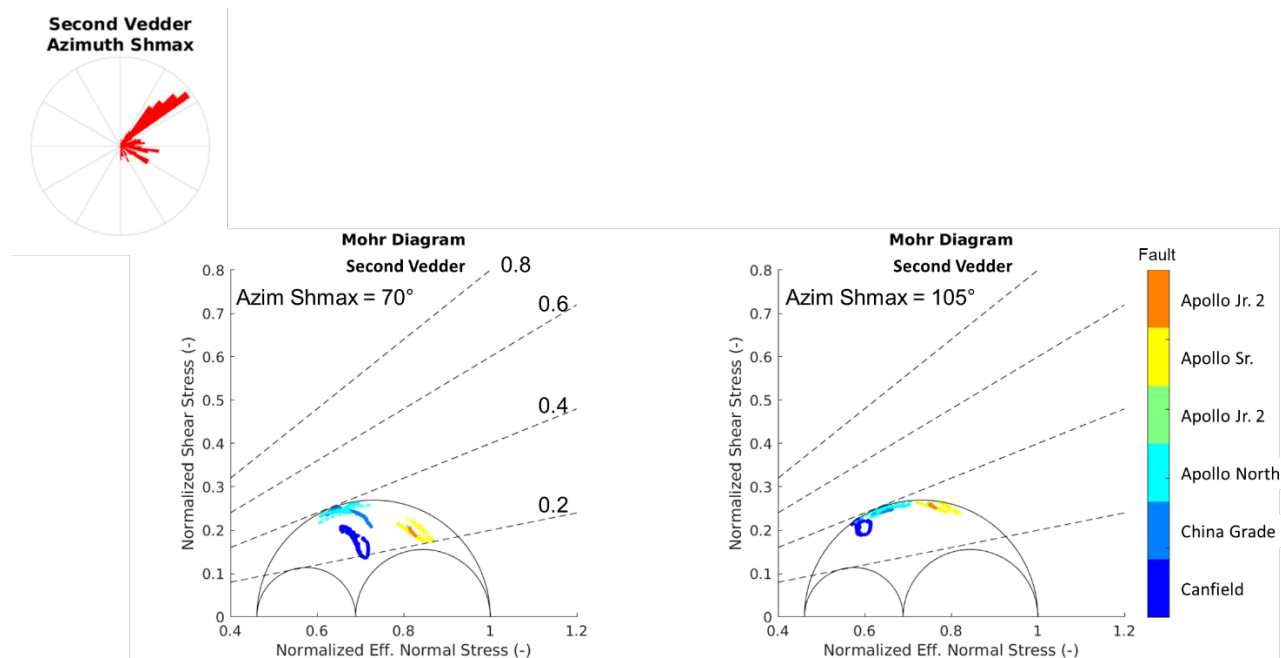 Second Vedder
Azimuth Shmax
Mohr Diagram
Second Vedder
Azim Shmax = 70°
0.8
0.6
0.4
0.2
Normalized Shear Stress (-)
0.8
0.7
0.6
0.5
0.4
0.3
0.2
0.1
0
0.4
0.6
0.8
1
1.2
Normalized Eff. Normal Stress (-)
Mohr Diagram
Second Vedder
Azim Shmax = 105°
Normalized Shear Stress (-)
0.8
0.7
0.6
0.5
0.4
0.3
0.2
0.1
0
0.4
0.6
0.8
1
1.2
Normalized Eff. Normal Stress (-)
Fault
Apollo Jr. 2
Apollo Sr.
Apollo Jr. 2
Apollo North
China Grade
Canfield